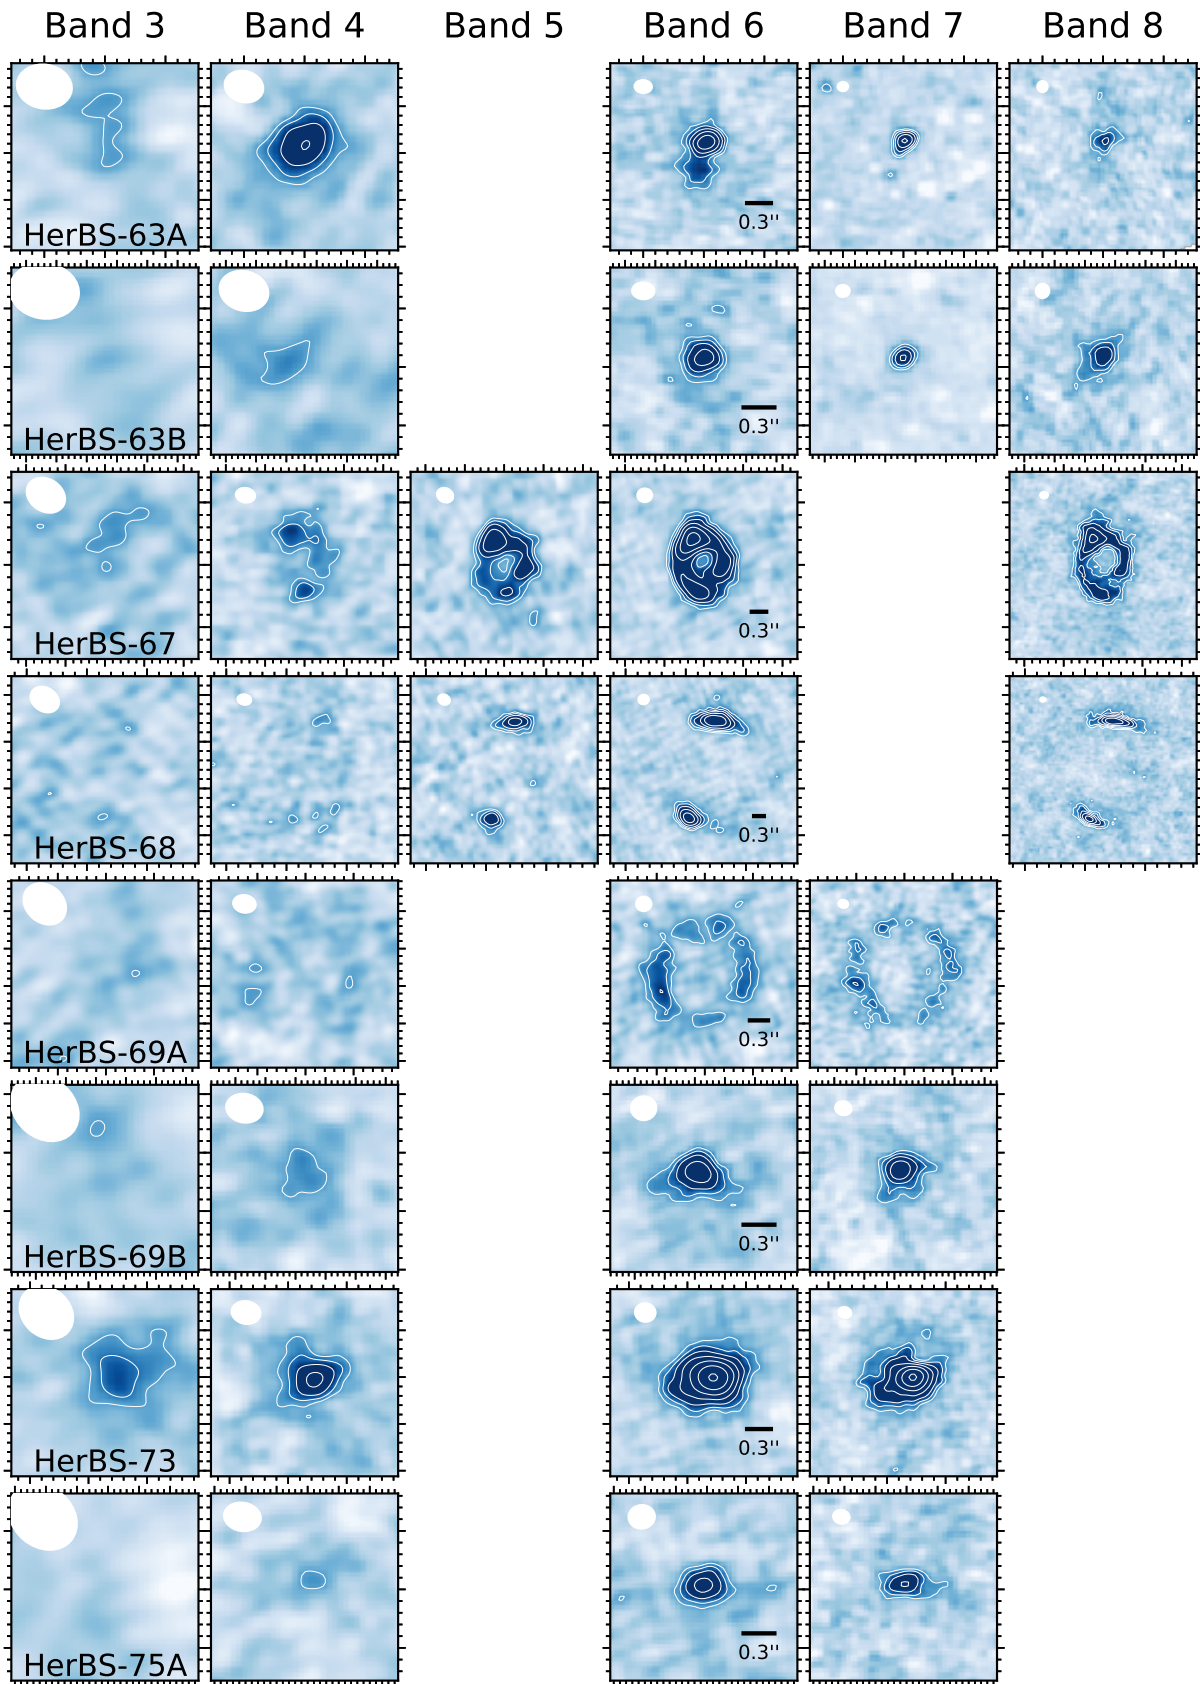 Band 3 Band 4 Band 5 Band 6 Band 7 Band 8
0.3''
HerBS-63A
0.3''
HerBS-63B
0.3''
HerBS-67
0.3''
HerBS-68
0.3''
HerBS-69A
0.3''
HerBS-69B
0.3''
HerBS-73
0.3''
HerBS-75A